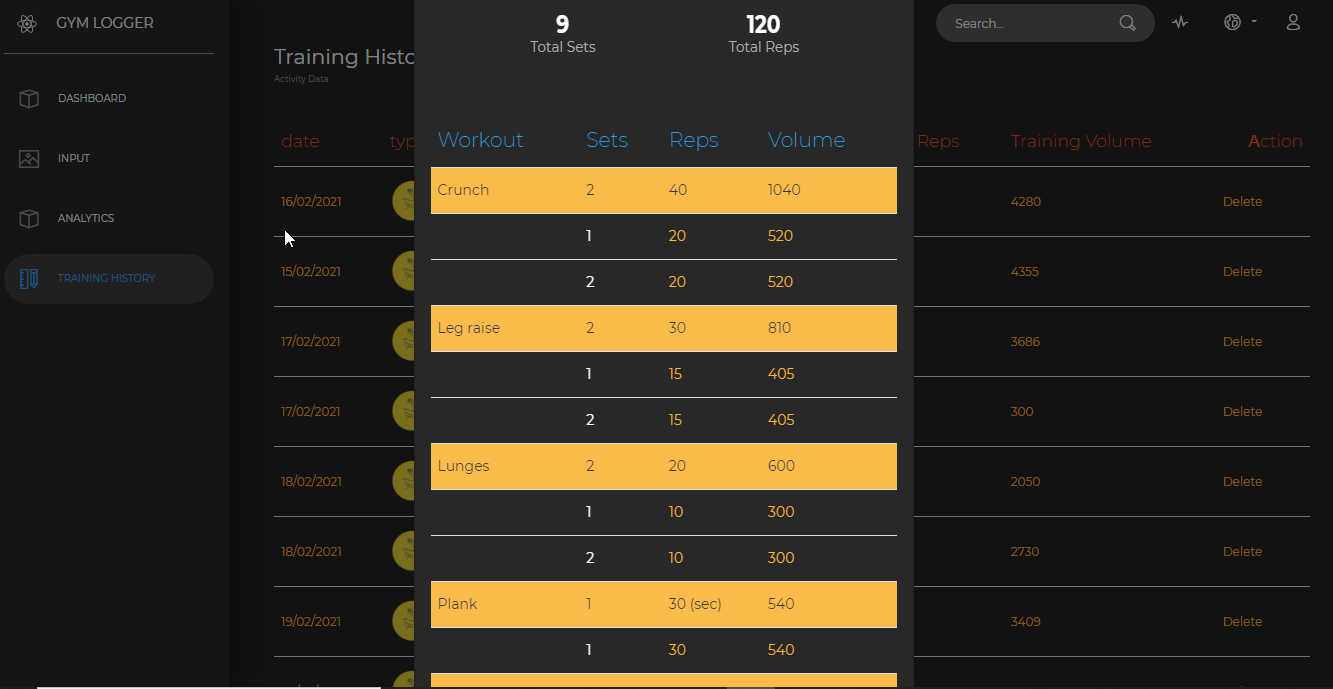 GYM LOGGER
DASHBOARD
INPUT
ANALYTICS
TRAINING HISTORY
Search...
Training Histo
Activity Data
date typ Reps Training Volume Action
16/02/2021 4280 Delete
15/02/2021 4355 Delete
17/02/2021 3686 Delete
17/02/2021 300 Delete
18/02/2021 2050 Delete
18/02/2021 2730 Delete
19/02/2021 3409 Delete
9 120
Total Sets Total Reps
Workout Sets Reps Volume
Crunch 2 40 1040
1 20 520
2 20 520
Leg raise 2 30 810
1 15 405
2 15 405
Lunges 2 20 600
1 10 300
2 10 300
Plank 1 30 (sec) 540
1 30 540